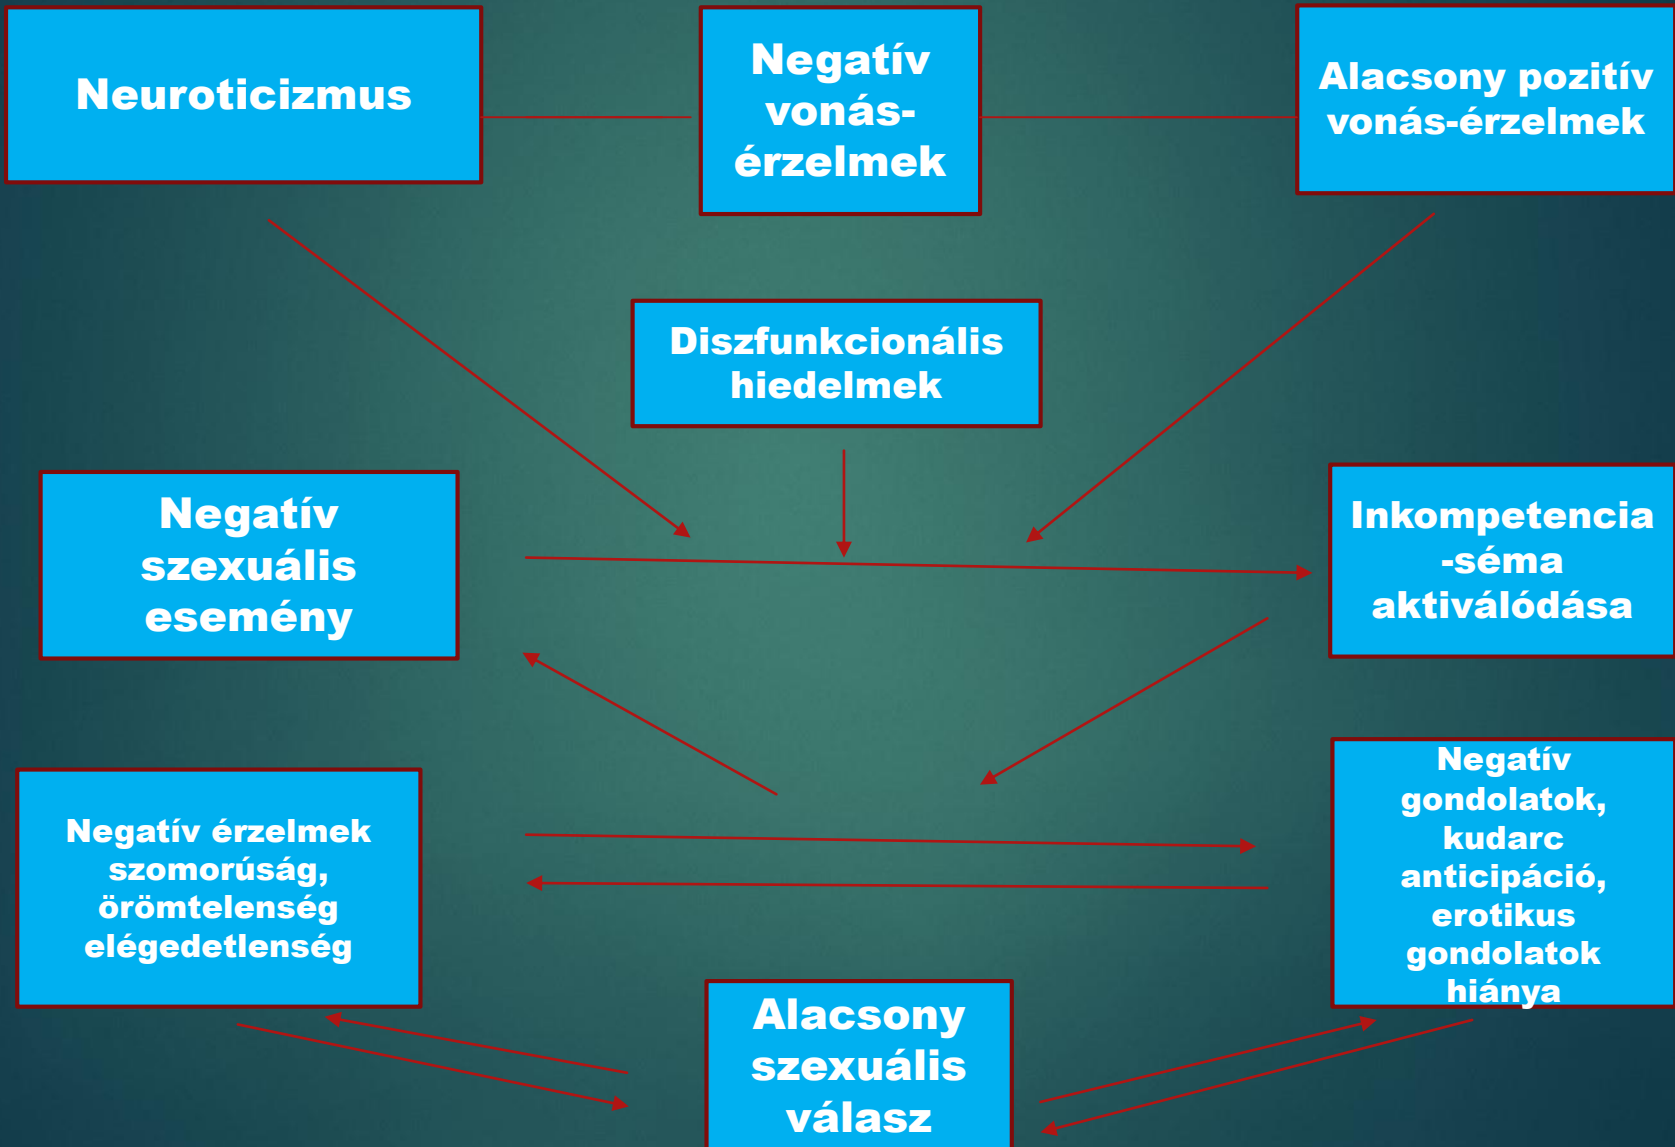 Neuroticizmus
Negatív
vonás-
érzelmek
Alacsony pozitív
vonás-érzelmek
Diszfunkcionális
hiedelmek
Negatív
szexuális
esemény
Inkompetencia
-séma
aktiválódása
Negatív érzelmek
szomorúság,
örömtelenség
elégedetlenség
Negatív
gondolatok,
kudarc
anticipáció,
erotikus
gondolatok
hiánya
Alacsony
szexuális
válasz